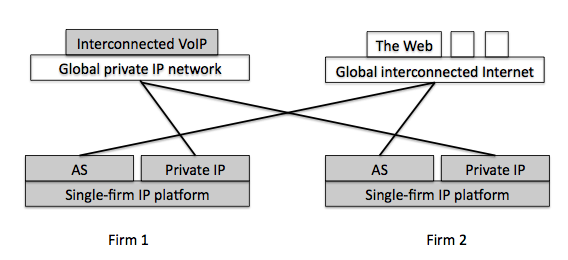 Interconnected VoIP
The Web
Global private IP network
Global interconnected Internet
AS
Private IP
AS
Private IP
Single-firm IP platform
Single-firm IP platform
Firm 1
Firm 2